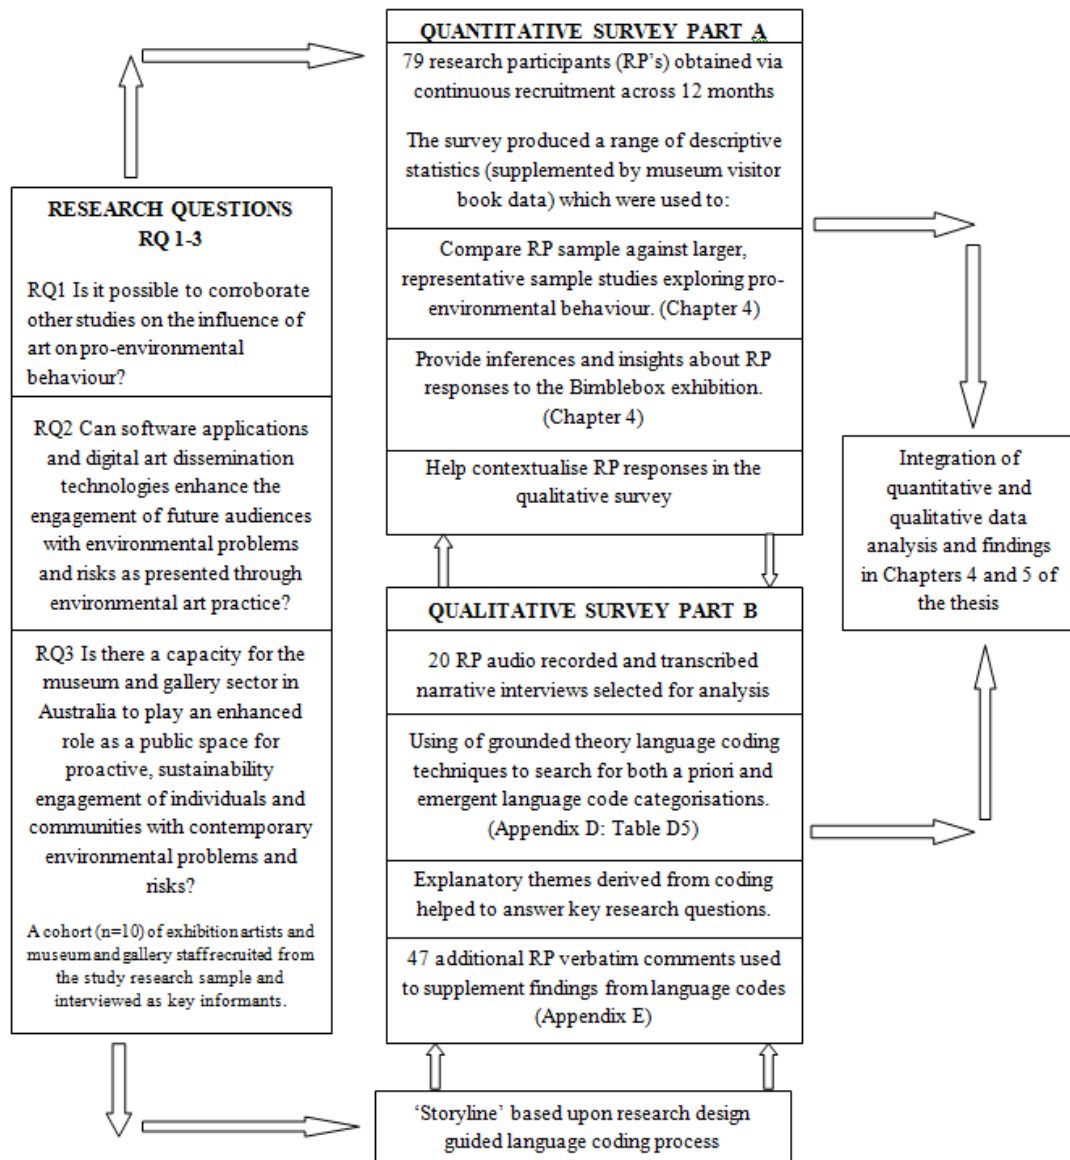 QUANTITATIVE SURVEY PART A
79 research participants (RP's) obtained via
continuous recruitment across 12 months
The survey produced a range of descriptive
statistics (supplemented by museum visitor
book data) which were used to:
Compare RP sample against larger,
representative sample studies exploring pro-
environmental behaviour. (Chapter 4)
Provide inferences and insights about RP
responses to the Bimblebox exhibition.
(Chapter 4)
Help contextualise RP responses in the
qualitative survey
RESEARCH QUESTIONS
RQ 1-3
RQ1 Is it possible to corroborate
other studies on the influence of
art on pro-environmental
behaviour?
RQ2 Can software applications
and digital art dissemination
technologies enhance the
engagement of future audiences
with environmental problems
and risks as presented through
environmental art practice?
RQ3 Is there a capacity for the
museum and gallery sector in
Australia to play an enhanced
role as a public space for
proactive, sustainability
engagement of individuals and
communities with contemporary
environmental problems and
risks?
A cohort (n=10) of exhibition artists and
museum and gallery staff recruited from
the study research sample and
interviewed as key informants.
QUALITATIVE SURVEY PART B
20 RP audio recorded and transcribed
narrative interviews selected for analysis
Using of grounded theory language coding
techniques to search for both a priori and
emergent language code categorisations.
(Appendix D: Table D5)
Explanatory themes derived from coding
helped to answer key research questions.
47 additional RP verbatim comments used
to supplement findings from language codes
(Appendix E)
'Storyline' based upon research design
guided language coding process
Integration of
quantitative and
qualitative data
analysis and findings
in Chapters 4 and 5 of
the thesis